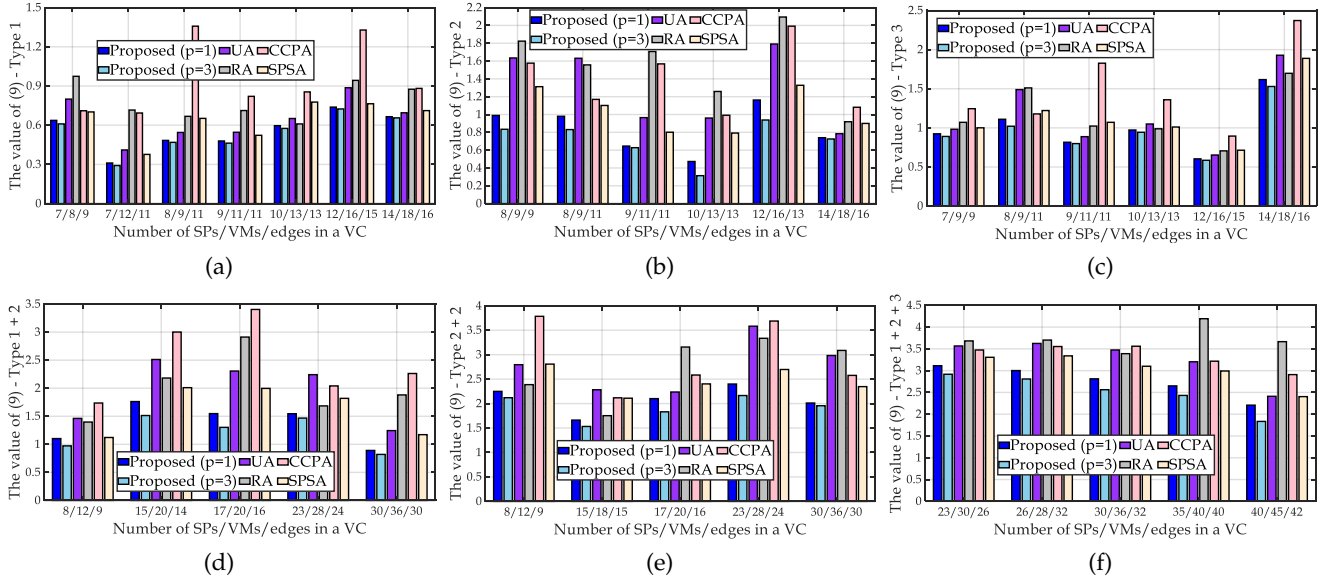 The value of (9) - Type 1
1.5
1.2
0.9
0.6
0.3
0
Proposed (p=1) UA CCPA
Proposed (p=3) RA SPSA
7/8/9 7/12/11 8/9/11 9/11/11 10/13/13 12/16/15 14/18/16
Number of SPs/VMs/edges in a VC
(a)
The value of (9) - Type 2
2.2
2
1.8
1.6
1.4
1.2
1
0.8
0.6
0.4
0.2
0
Proposed (p=1) UA CCPA
Proposed (p=3) RA SPSA
8/9/9 8/9/11 9/11/11 10/13/13 12/16/13 14/18/16
Number of SPs/VMs/edges in a VC
(b)
The value of (9) - Type 3
2.5
2
1.5
1
0.5
0
Proposed (p=1) UA CCPA
Proposed (p=3) RA SPSA
7/9/9 8/9/11 9/11/11 10/13/13 12/16/15 14/18/16
Number of SPs/VMs/edges in a VC
(c)
The value of (9) - Type 1 + 2
3.5
3
2.5
2
1.5
1
0.5
0
Proposed (p=1) UA CCPA
Proposed (p=3) RA SPSA
8/12/9 15/20/14 17/20/16 23/28/24 30/36/30
Number of SPs/VMs/edges in a VC
(d)
The value of (9) - Type 2 + 2
4
3.5
3
2.5
2
1.5
1
0.5
0
Proposed (p=1) UA CCPA
Proposed (p=3) RA SPSA
8/12/9 15/18/15 17/20/16 23/28/24 30/36/30
Number of SPs/VMs/edges in a VC
(e)
The value of (9) - Type 1 + 2 + 3
4.5
4
3.5
3
2.5
2
1.5
1
0.5
0
Proposed (p=1) UA CCPA
Proposed (p=3) RA SPSA
23/30/26 26/28/32 30/36/32 35/40/40 40/45/42
Number of SPs/VMs/edges in a VC
(f)